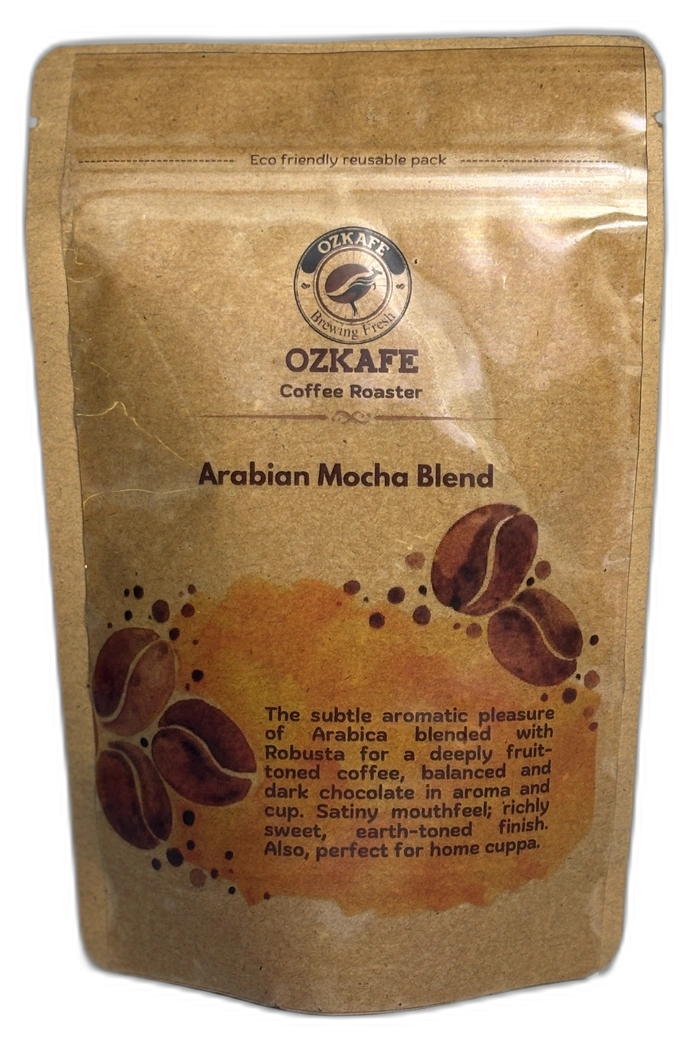 Eco friendly reusable pack
OZKAFE
Brewing Fresh
OZKAFE
Coffee Roaster
Arabian Mocha Blend
The subtle aromatic pleasure
of Arabica blended with
Robusta for a deeply fruit-
toned coffee, balanced and
dark chocolate in aroma and
cup. Satiny mouthfeel; richly
sweet, earth-toned finish.
Also, perfect for home cuppa.